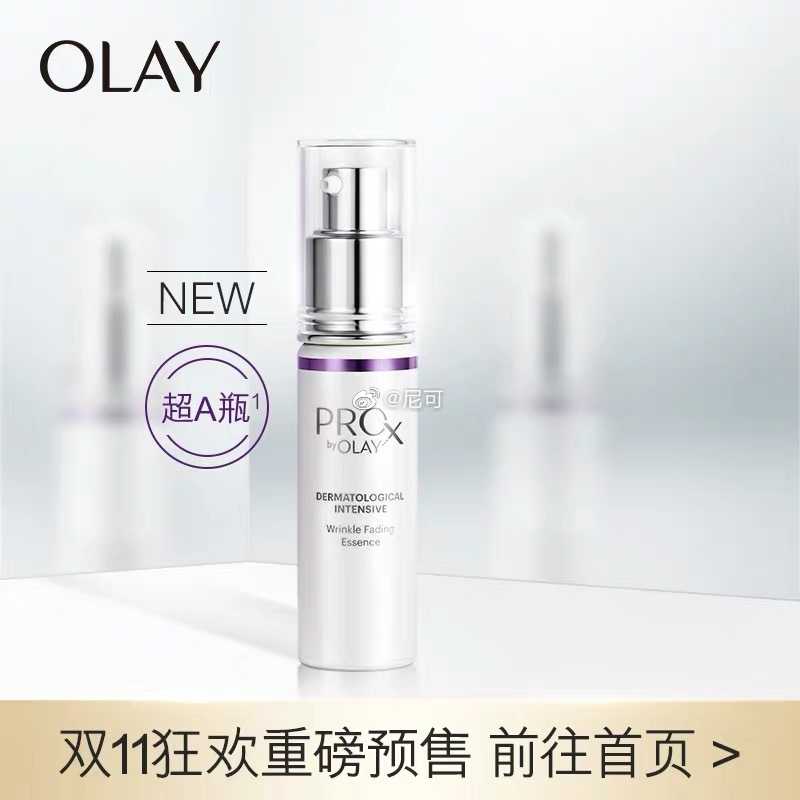 OLAY
NEW
超A瓶1
@尼可
PROX
by OLAY
DERMATOLOGICAL
INTENSIVE
Wrinkle Fading
Essence
双11狂欢重磅预售 前往首页 >